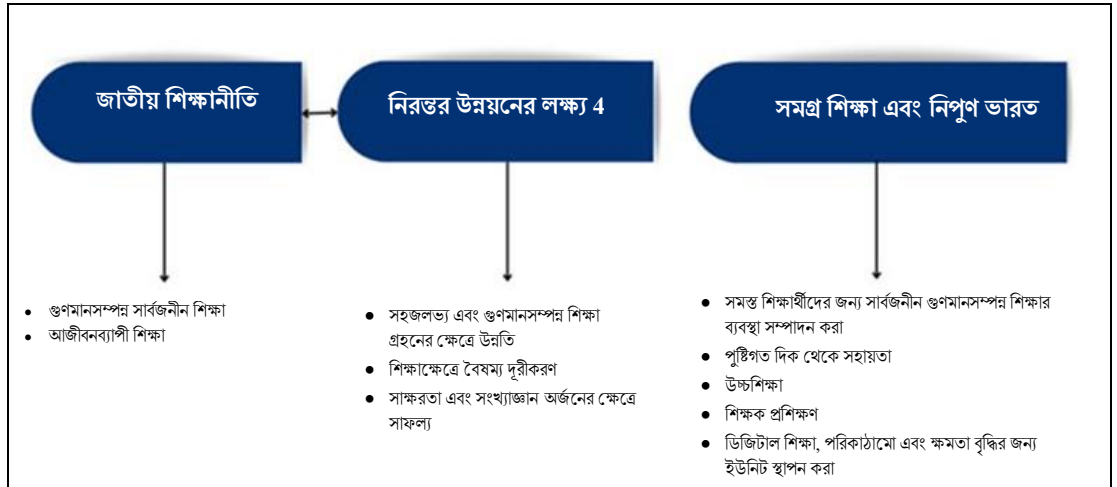 জাতীয় শিক্ষানীতি
নিরন্তর উন্নয়নের লক্ষ্য 4
সমগ্র শিক্ষা এবং নিপুণ ভারত
গুণমানসম্পন্ন সার্বজনীন শিক্ষা
আজীবনব্যাপী শিক্ষা
সহজলভ্য এবং গুণমানসম্পন্ন শিক্ষা
গ্রহনের ক্ষেত্রে উন্নতি
শিক্ষাক্ষেত্রে বৈষম্য দূরীকরণ
সাক্ষরতা এবং সংখ্যাজ্ঞান অর্জনের ক্ষেত্রে
সাফল্য
সমস্ত শিক্ষার্থীদের জন্য সার্বজনীন গুণমানসম্পন্ন শিক্ষার
ব্যবস্থা সম্পাদন করা
পুষ্টিগত দিক থেকে সহায়তা
উচ্চশিক্ষা
শিক্ষক প্রশিক্ষণ
ডিজিটাল শিক্ষা, পরিকাঠামো এবং ক্ষমতা বৃদ্ধির জন্য
ইউনিট স্থাপন করা